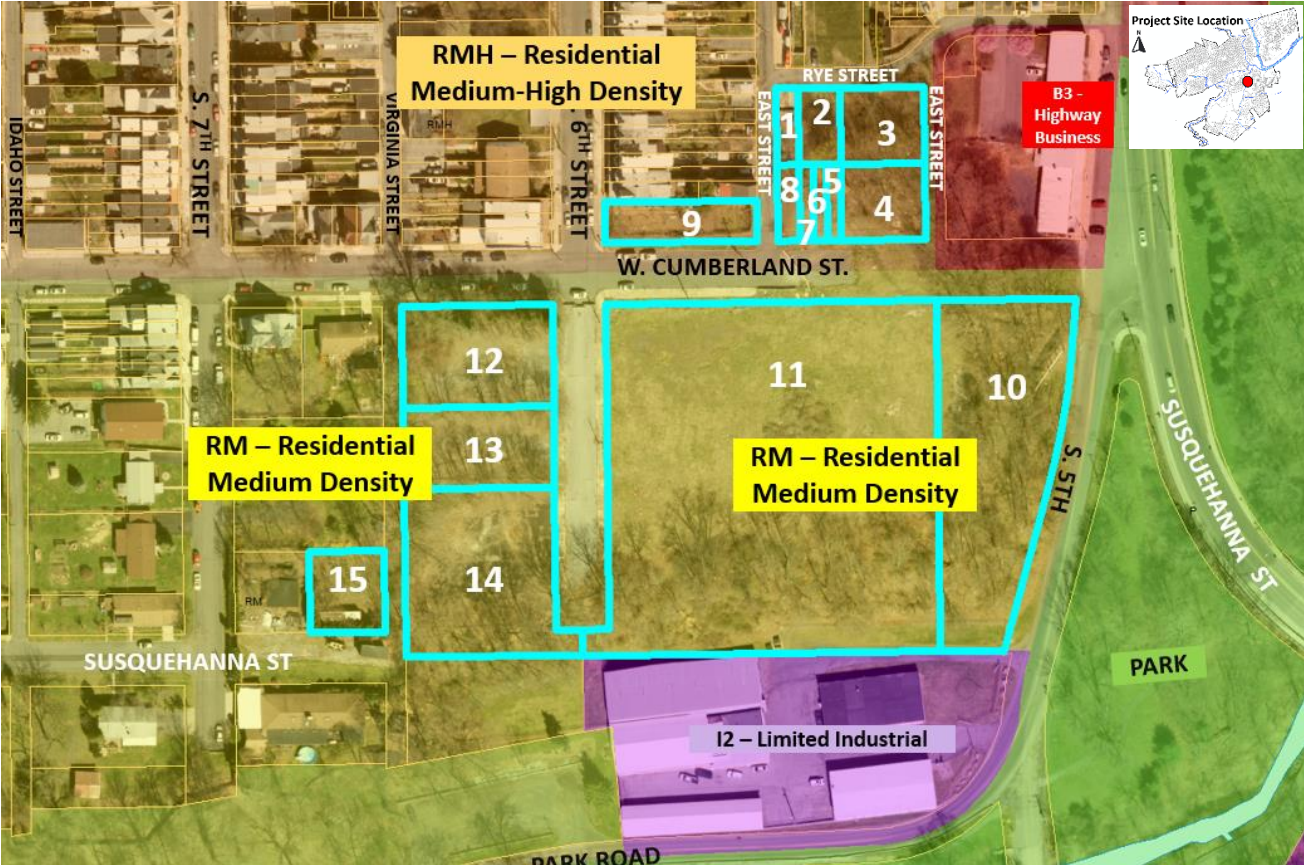 Project Site Location
N
RMH – Residential
Medium-High Density
RYE STREET
B3 -
Highway
Business
IDAHO STREET
S. 7TH STREET
VIRGINIA STREET
RMH
. 6TH STREET
EAST STREET
EAST STREET
1
2
3
8
5
6
7
4
9
W. CUMBERLAND ST.
12
11
10
13
RM – Residential
Medium Density
RM – Residential
Medium Density
S. 5TH
SUSQUEHANNA ST
14
15
RM
SUSQUEHANNA ST
PARK
I2 – Limited Industrial
PARK ROAD